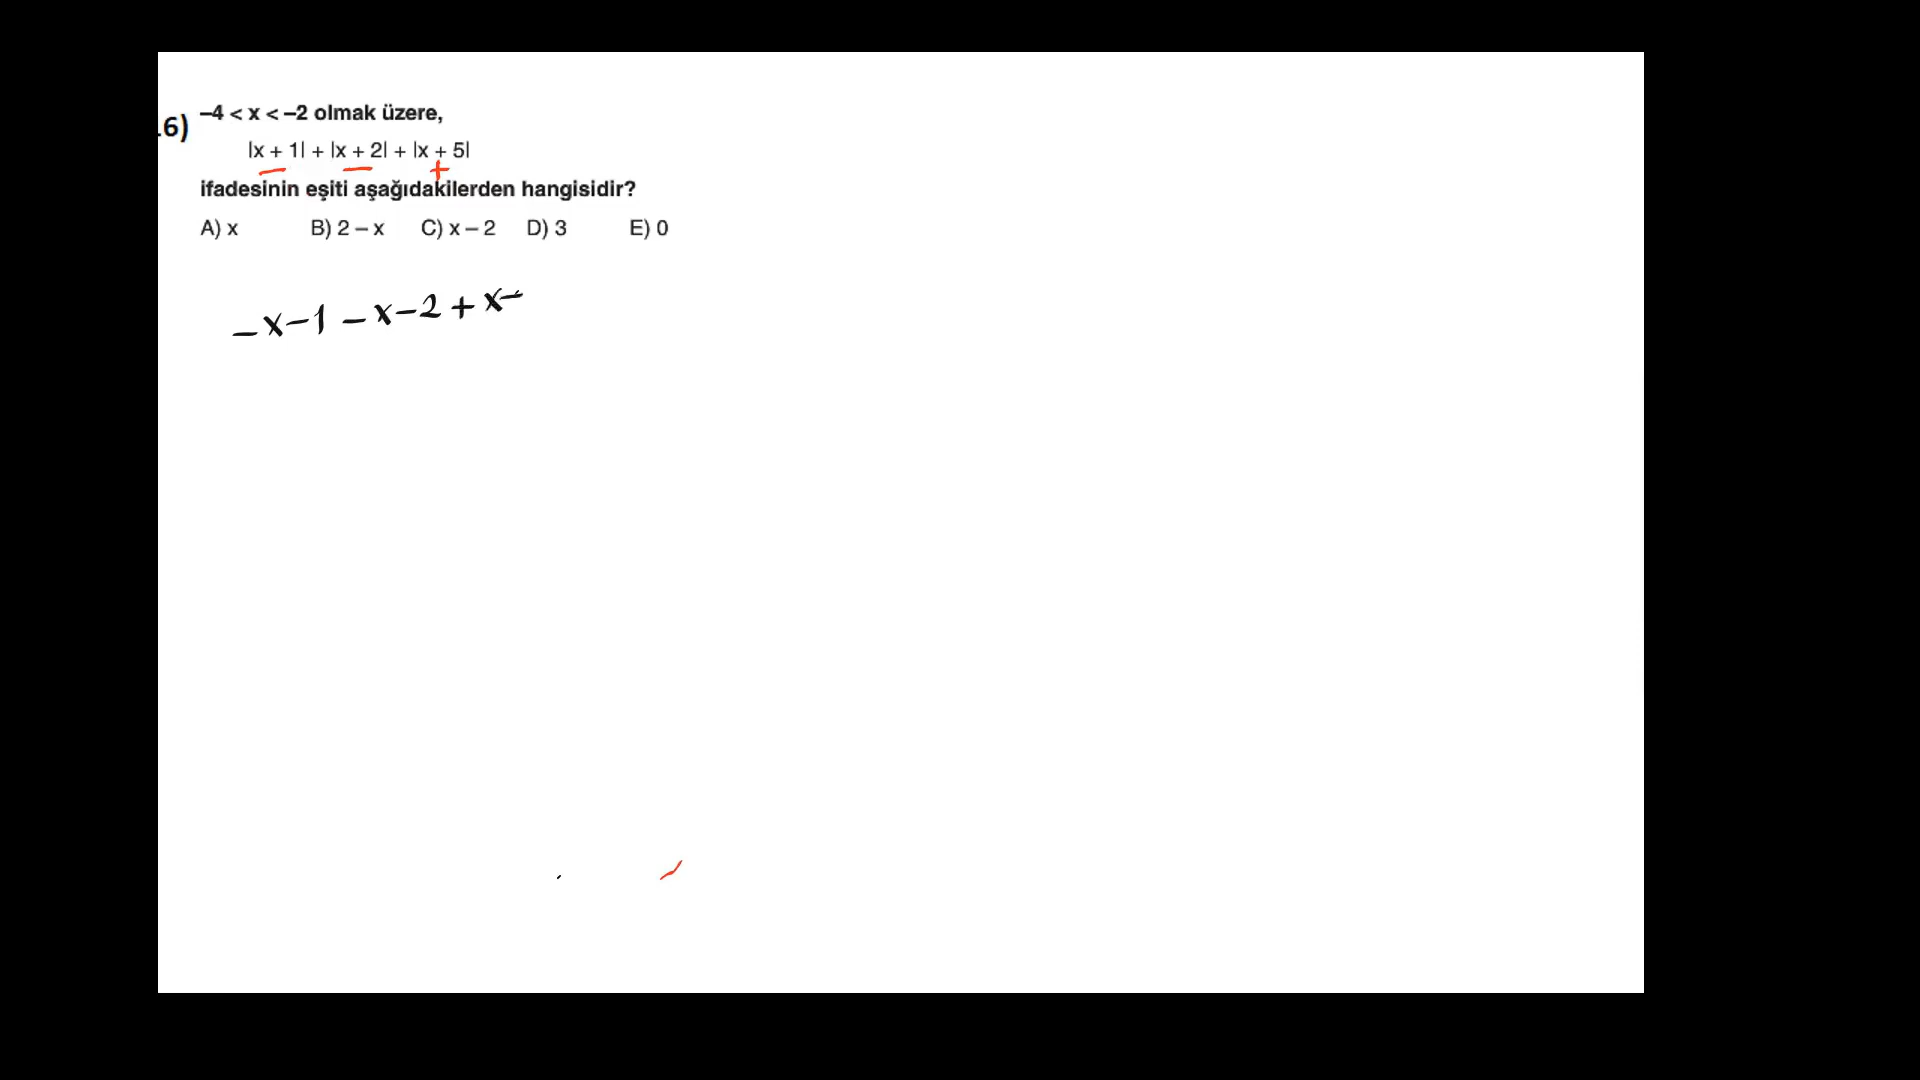 .6) –4 < x < –2 olmak üzere,
|x + 1| + |x + 2| + |x + 5|
– – +
ifadesinin eşiti aşağıdakilerden hangisidir?
A) x B) 2 – x C) x – 2 D) 3 E) 0
– x – 1 – x – 2 + x –